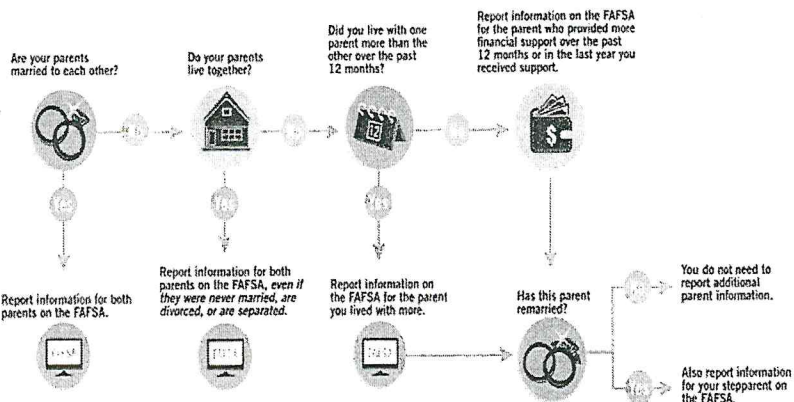 Are your parents
married to each other?
Do your parents
live together?
Did you live with one
parent more than the
other over the past
12 months?
Report information on the FAFSA
for the parent who provided more
financial support over the past
12 months or in the last year you
received support.
12
$
Yes
Yes
Yes
Report information for both
parents on the FAFSA.
FAFSA
Report information for both
parents on the FAFSA, even if
they were never married, are
divorced, or are separated.
Report information on
the FAFSA for the parent
you lived with more.
Has this parent
remarried?
You do not need to
report additional
parent information.
Also report information
for your stepparent on
the FAFSA.